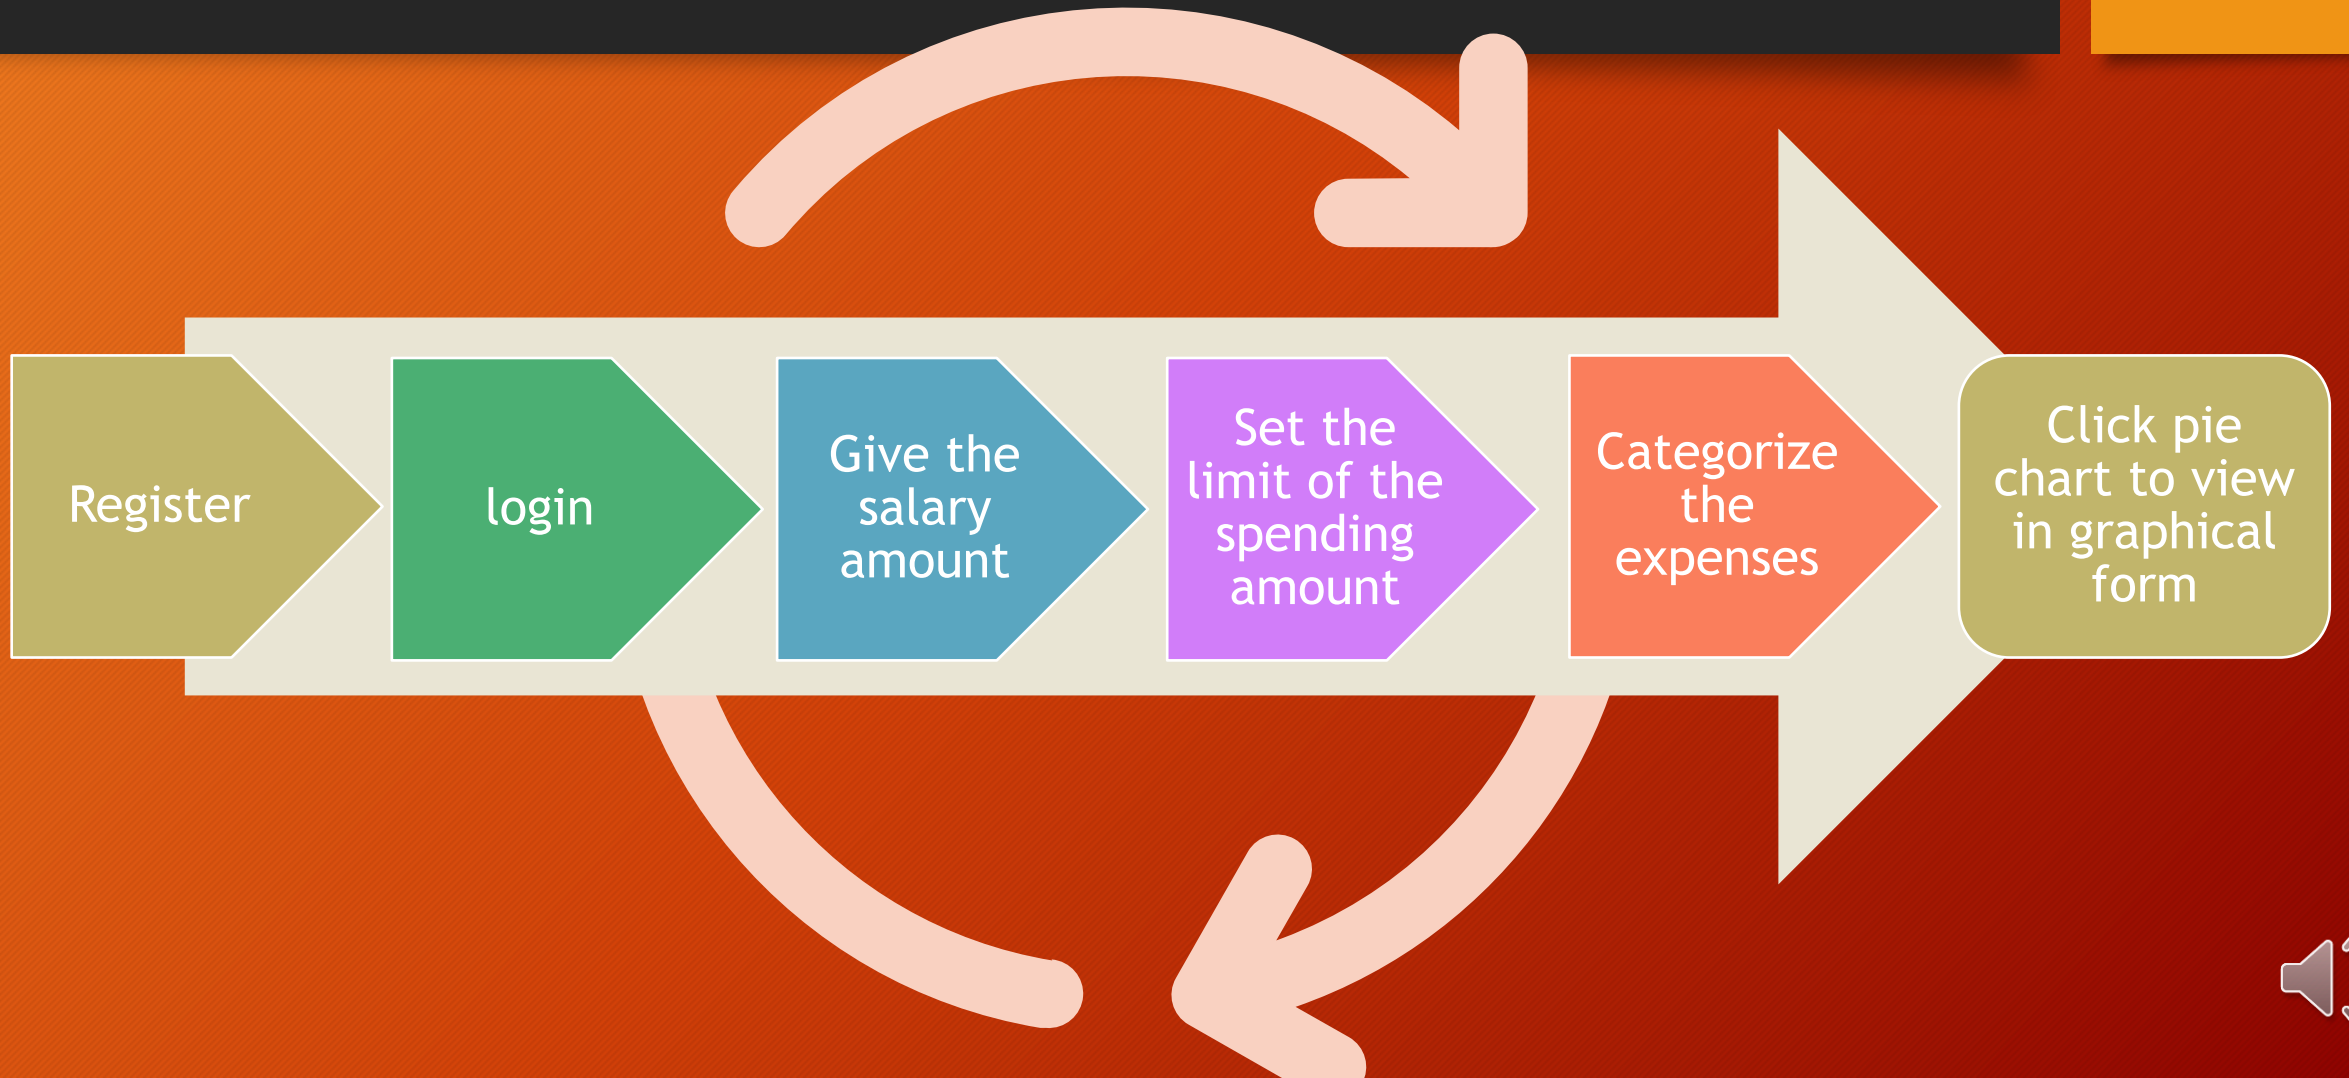 Register
login
Give the
salary
amount
Set the
limit of the
spending
amount
Categorize
the
expenses
Click pie
chart to view
in graphical
form